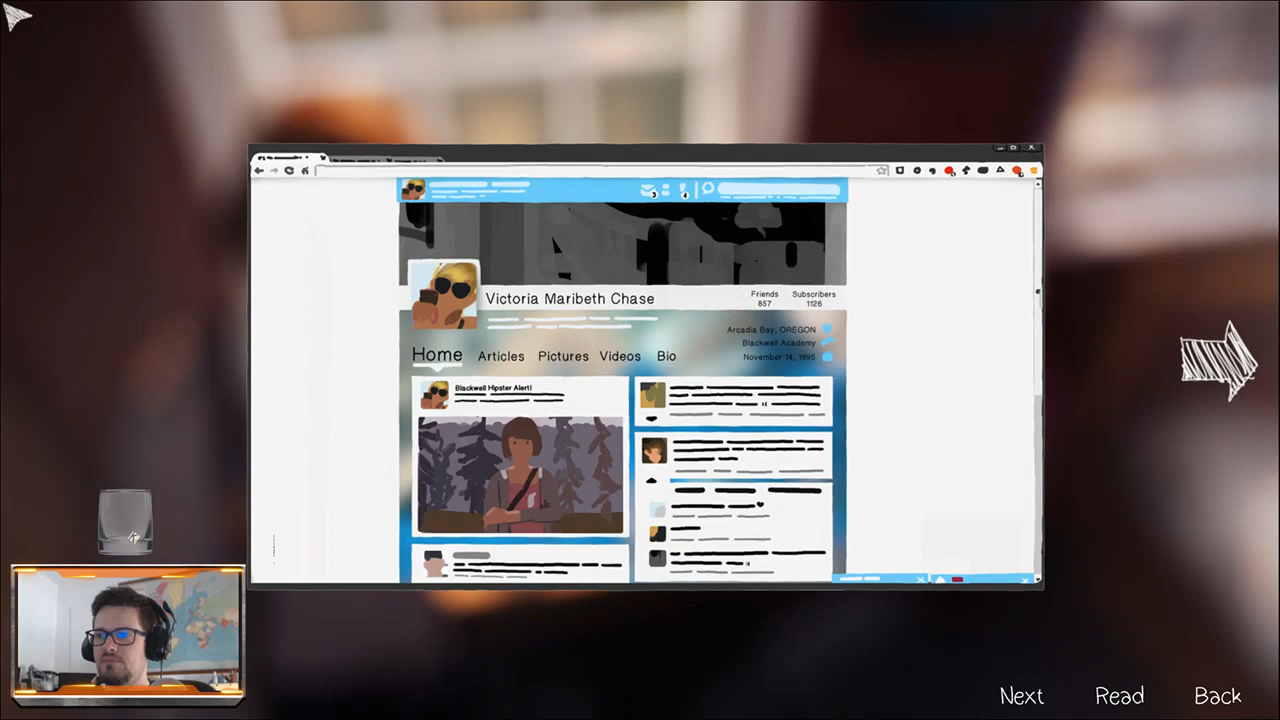 Victoria Maribeth Chase
Friends
857
Subscribers
1126
Arcadia Bay, OREGON
Blackwell Academy
November 14, 1995
Home Articles Pictures Videos Bio
Blackwell Hipster Alert!
Next Read Back